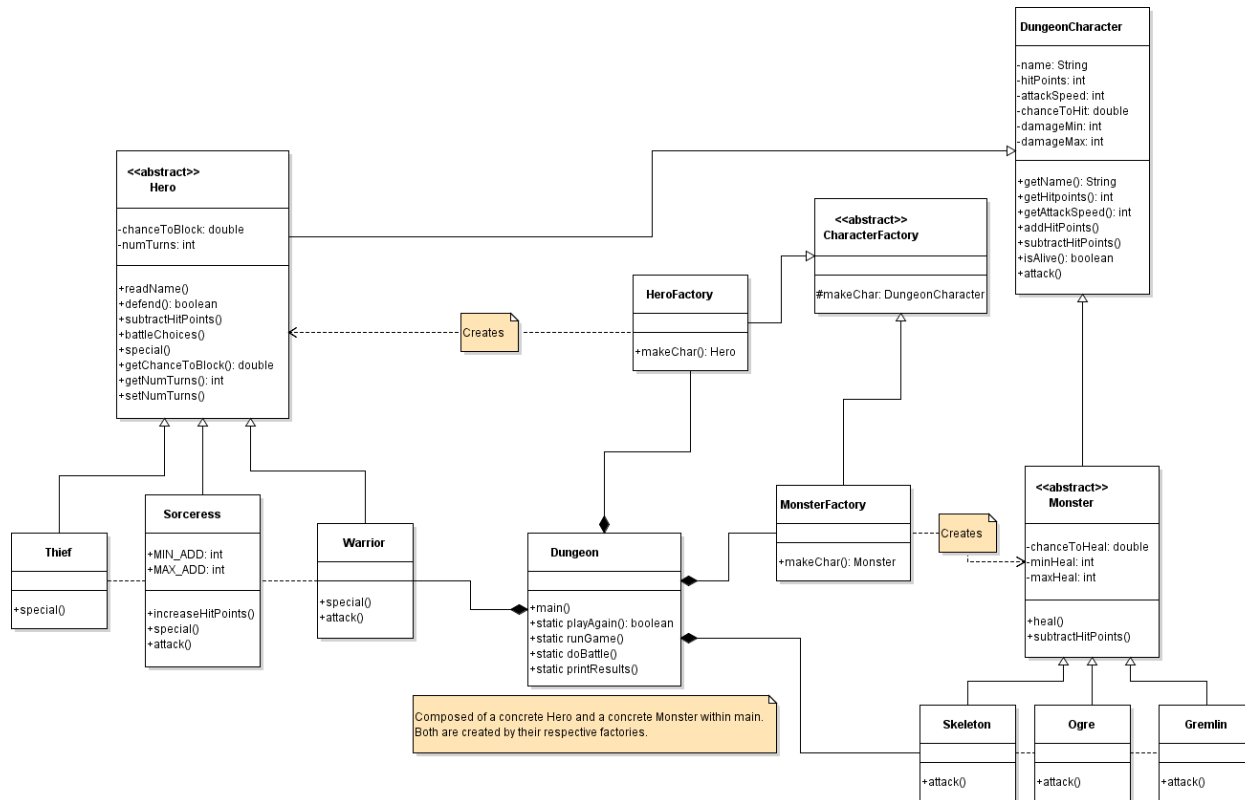 DungeonCharacter
-name: String
-hitPoints: int
-attackSpeed: int
-chanceToHit: double
-damageMin: int
-damageMax: int
+getName(): String
+getHitpoints(): int
+getAttackSpeed(): int
+addHitPoints()
+subtractHitPoints()
+isAlive(): boolean
+attack()
<<abstract>>
Hero
-chanceToBlock: double
-numTurns: int
+readName()
+defend(): boolean
+subtractHitPoints()
+battleChoices()
+special()
+getChanceToBlock(): double
+getNumTurns(): int
+setNumTurns()
<<abstract>>
CharacterFactory
#makeChar: DungeonCharacter
HeroFactory
+makeChar(): Hero
Creates
Thief
+special()
Sorceress
+MIN_ADD: int
+MAX_ADD: int
+increaseHitPoints()
+special()
+attack()
Warrior
+special()
+attack()
Dungeon
+main()
+static playAgain(): boolean
+static runGame()
+static doBattle()
+static printResults()
MonsterFactory
+makeChar(): Monster
Creates
<<abstract>>
Monster
-chanceToHeal: double
-minHeal: int
-maxHeal: int
+heal()
+subtractHitPoints()
Composed of a concrete Hero and a concrete Monster within main.
Both are created by their respective factories.
Skeleton
+attack()
Ogre
+attack()
Gremlin
+attack()